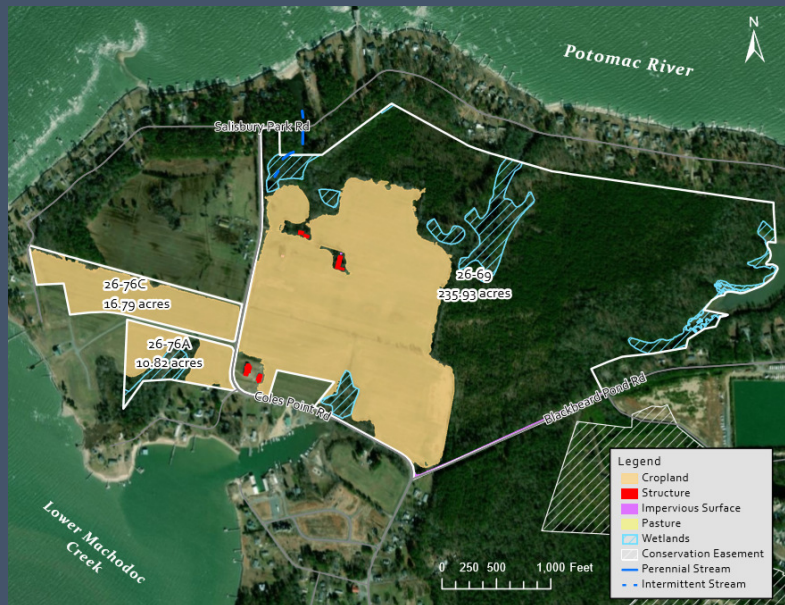 N
Potomac River
Salisbury Park Rd
26-69
235.93 acres
26-76C
16.79 acres
26-76A
10.82 acres
Coles Point Rd
Blackbeard Pond Rd
Lower Machodoc
Creek
Legend
Cropland
Structure
Impervious Surface
Pasture
Wetlands
Conservation Easement
Perennial Stream
Intermittent Stream
0 250 500 1,000 Feet